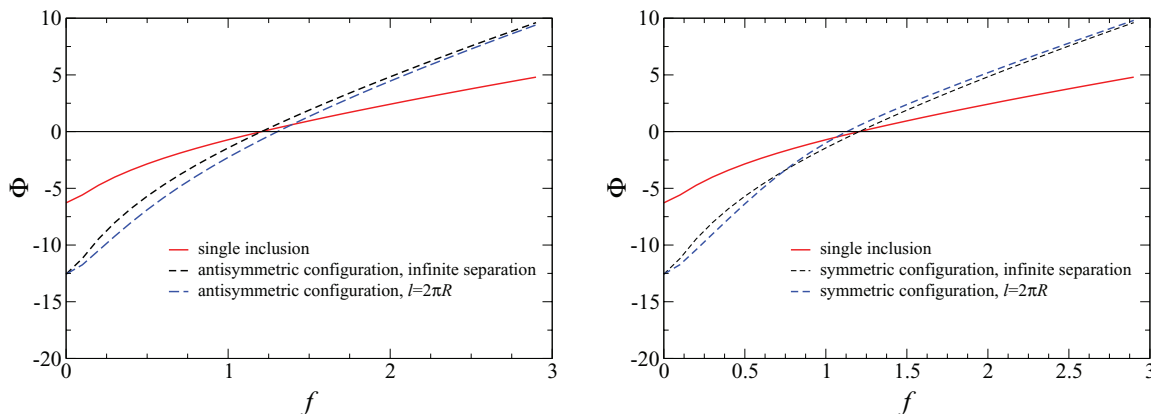 10
5
0
-5
-10
-15
-20
Φ
single inclusion
antisymmetric configuration, infinite separation
antisymmetric configuration, l=2πR
0
1
2
3
f
10
5
0
-5
-10
-15
-20
Φ
single inclusion
symmetric configuration, infinite separation
symmetric configuration, l=2πR
0
0.5
1
1.5
2
2.5
3
f